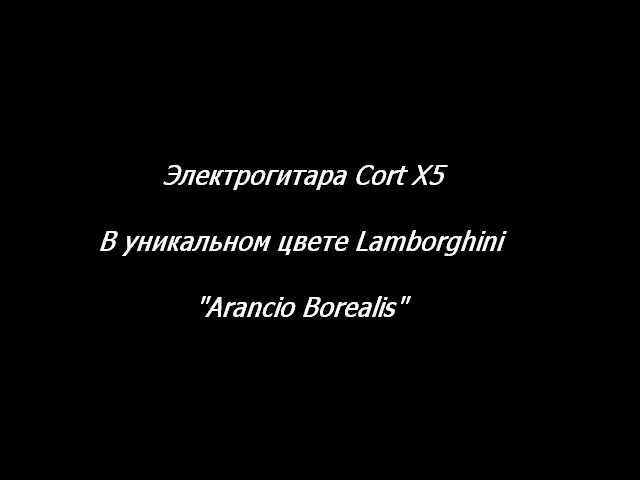 Электрогитара Cort X5
В уникальном цвете Lamborghini
"Arancio Borealis"